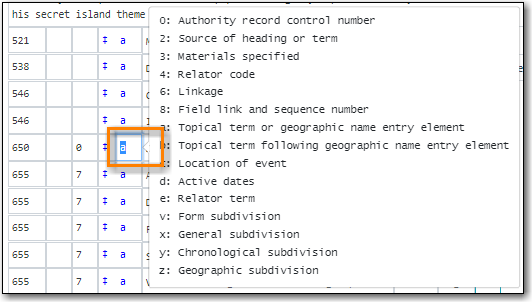 his secret island theme
0: Authority record control number
2: Source of heading or term
3: Materials specified
4: Relator code
6: Linkage
8: Field link and sequence number
a: Topical term or geographic name entry element
b: Topical term following geographic name entry element
c: Location of event
d: Active dates
e: Relator term
v: Form subdivision
x: General subdivision
y: Chronological subdivision
z: Geographic subdivision
521 ‡ a
538 ‡ a D
546 ‡ a
546 ‡ a
650 0 ‡ a
655 7 ‡ a A
655 7 ‡ a D
655 7 ‡ a F
655 7 ‡ a S
655 7 ‡ a V